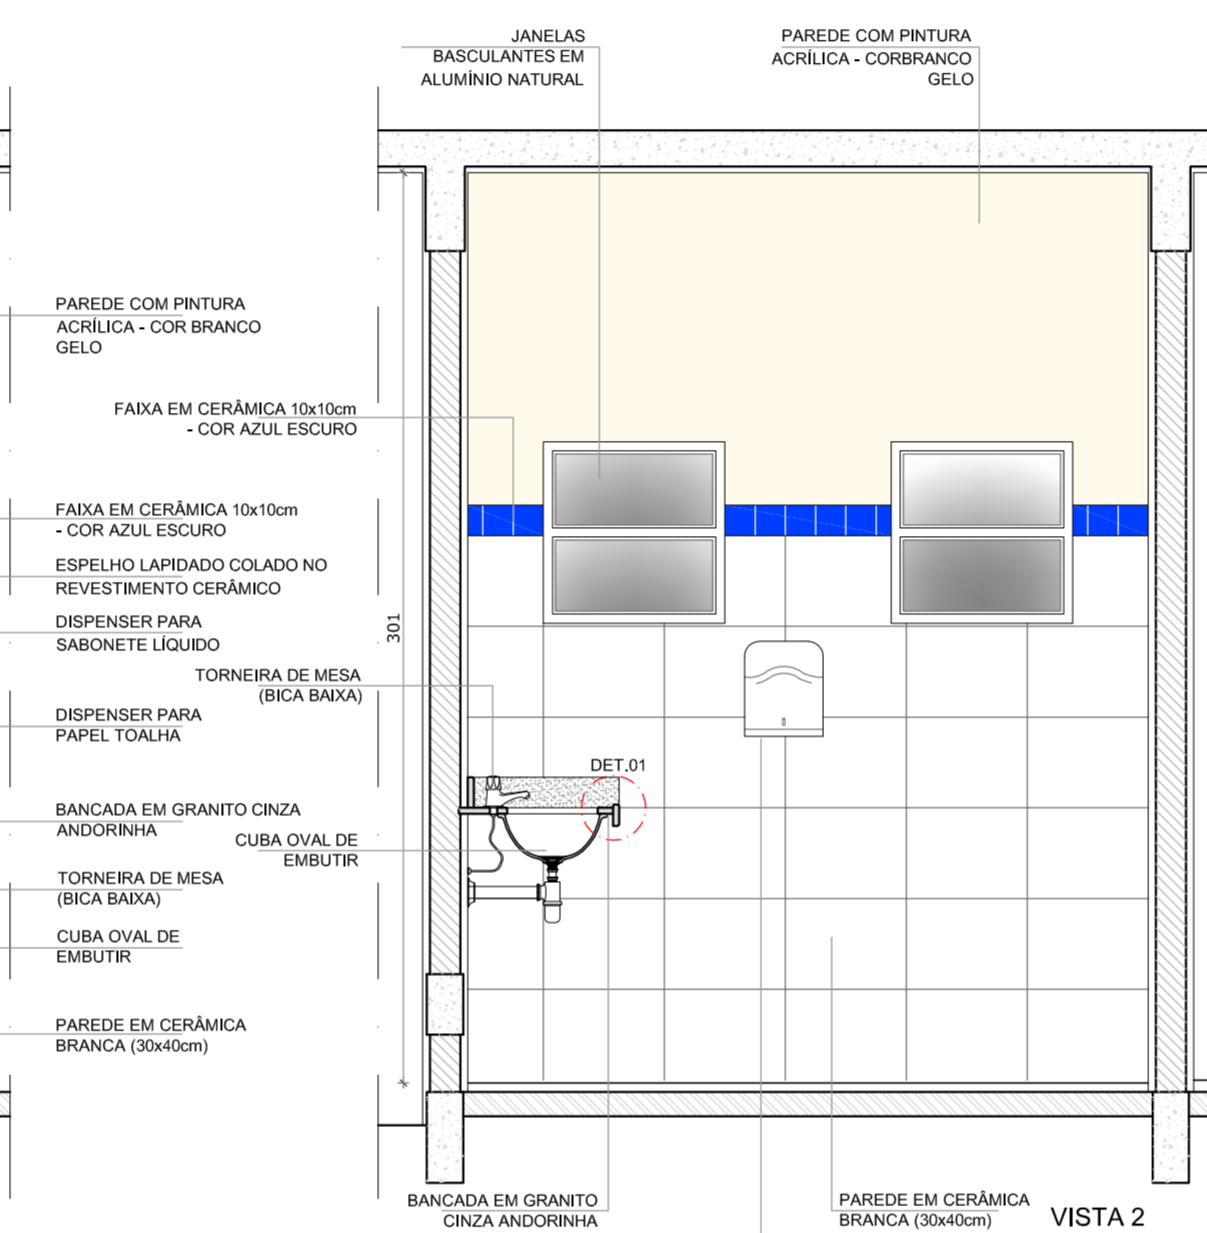 JANELAS
BASCULANTES EM
ALUMÍNIO NATURAL
PAREDE COM PINTURA
ACRÍLICA - CORBRANCO
GELO
PAREDE COM PINTURA
ACRÍLICA - COR BRANCO
GELO
FAIXA EM CERÂMICA 10x10cm
- COR AZUL ESCURO
FAIXA EM CERÂMICA 10x10cm
- COR AZUL ESCURO
ESPELHO LAPIDADO COLADO NO
REVESTIMENTO CERÂMICO
DISPENSER PARA
SABONETE LÍQUIDO
301
TORNEIRA DE MESA
(BICA BAIXA)
DISPENSER PARA
PAPEL TOALHA
DET.01
BANCADA EM GRANITO CINZA
ANDORINHA
CUBA OVAL DE
EMBUTIR
TORNEIRA DE MESA
(BICA BAIXA)
CUBA OVAL DE
EMBUTIR
PAREDE EM CERÂMICA
BRANCA (30x40cm)
BANCADA EM GRANITO
CINZA ANDORINHA
PAREDE EM CERÂMICA
BRANCA (30x40cm)
VISTA 2